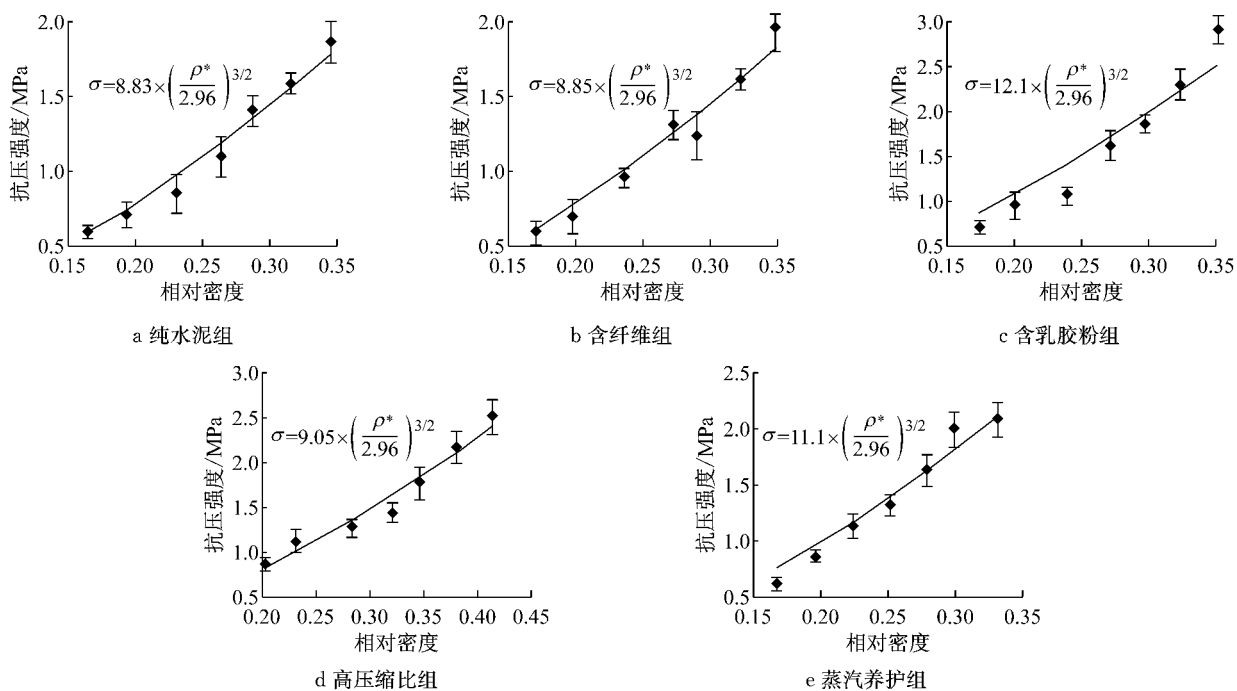 2.0
1.5
1.0
0.5
抗压强度/MPa
σ=8.83×(ρ*/2.96)^3/2
0.15 0.20 0.25 0.30 0.35
相对密度
a 纯水泥组
2.0
1.5
1.0
0.5
抗压强度/MPa
σ=8.85×(ρ*/2.96)^3/2
0.15 0.20 0.25 0.30 0.35
相对密度
b 含纤维组
3.0
2.5
2.0
1.5
1.0
0.5
抗压强度/MPa
σ=12.1×(ρ*/2.96)^3/2
0.15 0.20 0.25 0.30 0.35
相对密度
c 含乳胶粉组
3.0
2.5
2.0
1.5
1.0
0.5
抗压强度/MPa
σ=9.05×(ρ*/2.96)^3/2
0.20 0.25 0.30 0.35 0.40 0.45
相对密度
d 高压缩比组
2.5
2.0
1.5
1.0
0.5
抗压强度/MPa
σ=11.1×(ρ*/2.96)^3/2
0.15 0.20 0.25 0.30 0.35
相对密度
e 蒸汽养护组